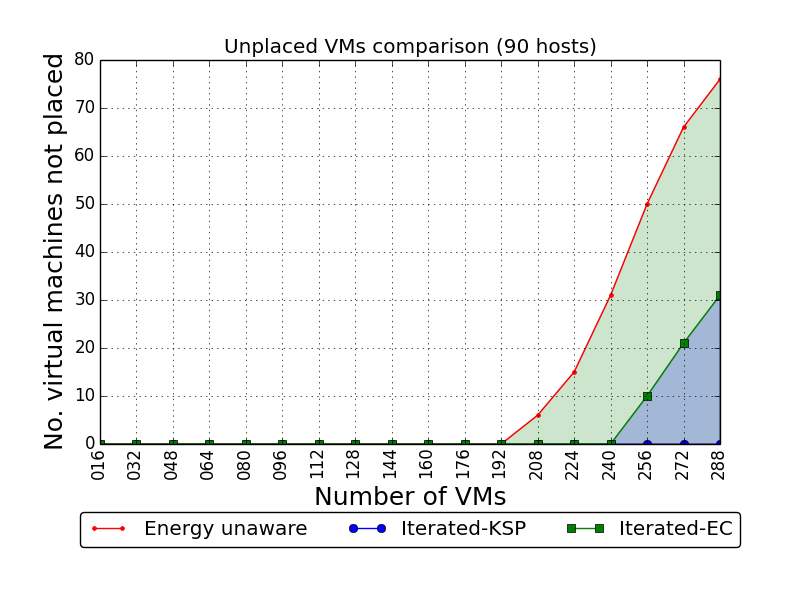 Unplaced VMs comparison (90 hosts)
No. virtual machines not placed
80
70
60
50
40
30
20
10
0
016 032 048 064 080 096 112 128 144 160 176 192 208 224 240 256 272 288
Number of VMs
Energy unaware Iterated-KSP Iterated-EC